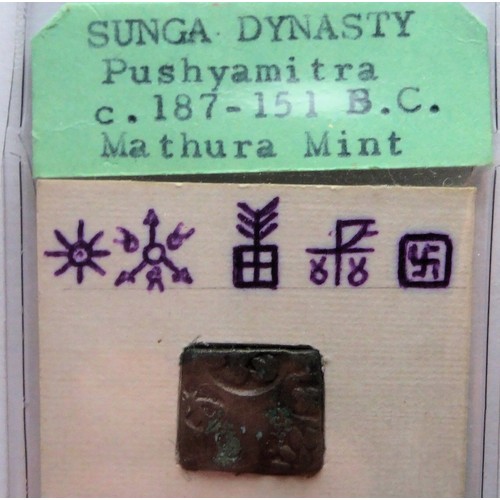 SUNGA DYNASTY
Pushyamitra
c.187-151 B.C.
Mathura Mint